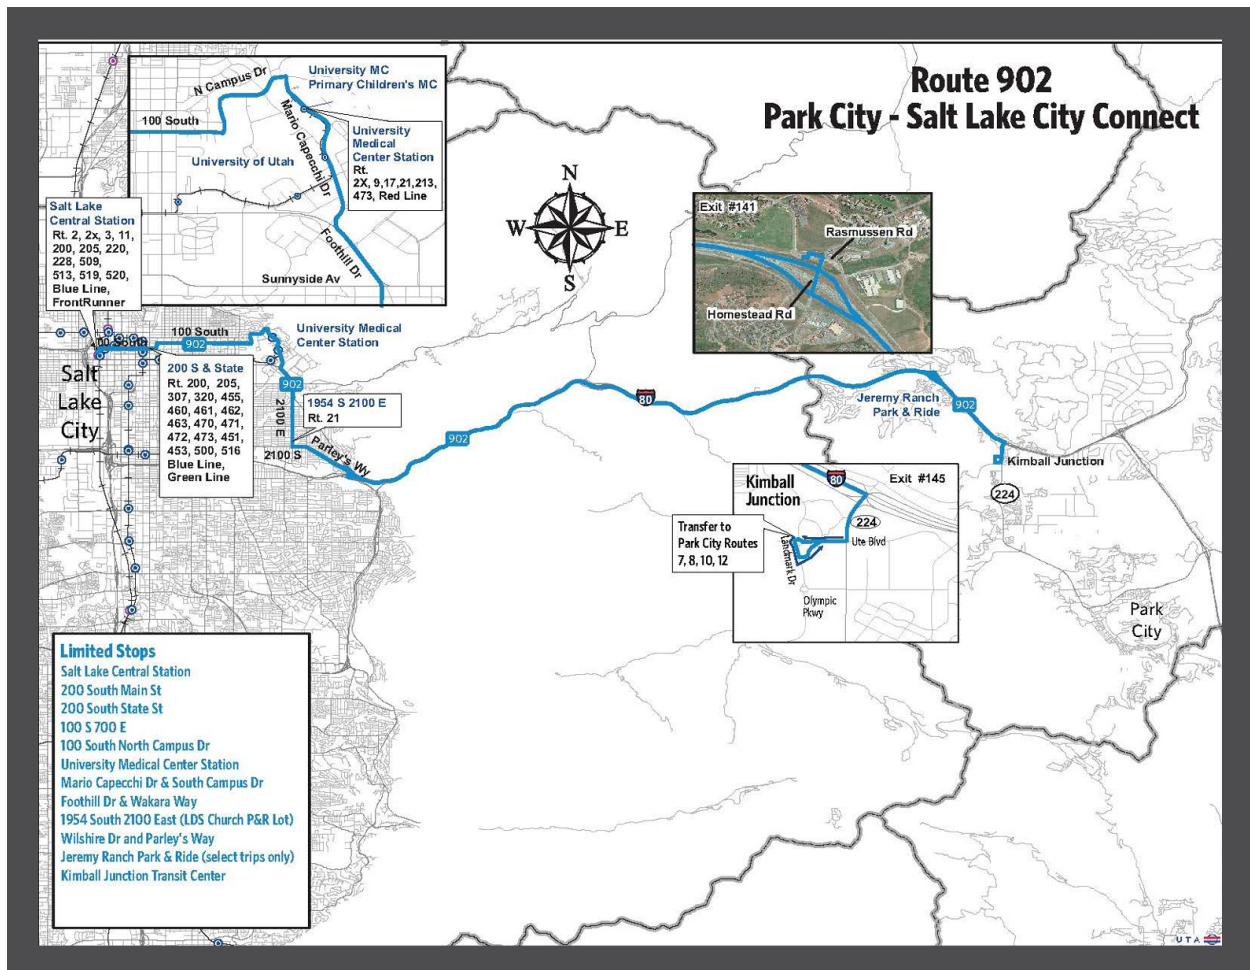 Route 902
Park City - Salt Lake City Connect
N Campus Dr
University MC
Primary Children's MC
100 South
Mario Capecchi Dr
University
Medical
Center Station
Rt.
2X, 9,17,21,213,
473, Red Line
University of Utah
Foothill Dr
Sunnyside Av
Salt Lake
Central Station
Rt. 2, 2x, 3, 11,
200, 205, 220,
228, 509,
513, 519, 520,
Blue Line,
FrontRunner
N
W
E
S
Exit #141
Rasmussen Rd
Homestead Rd
100 South
902
University Medical
Center Station
Salt
Lake
City
200 S & State
Rt. 200, 205,
307, 320, 455,
460, 461, 462,
463, 470, 471,
472, 473, 451,
453, 500, 516
Blue Line,
Green Line
902
2100 E
1954 S 2100 E
Rt. 21
2100 S
Parley's Wy
902
80
Jeremy Ranch
Park & Ride
902
Kimball Junction
224
Kimball
Junction
80
Exit #145
224
Ute Blvd
Transfer to
Park City Routes
7, 8, 10, 12
Landmark Dr
Olympic
Pkwy
Park
City
Limited Stops
Salt Lake Central Station
200 South Main St
200 South State St
100 S 700 E
100 South North Campus Dr
University Medical Center Station
Mario Capecchi Dr & South Campus Dr
Foothill Dr & Wakara Way
1954 South 2100 East (LDS Church P&R Lot)
Wilshire Dr and Parley's Way
Jeremy Ranch Park & Ride (select trips only)
Kimball Junction Transit Center
UTA